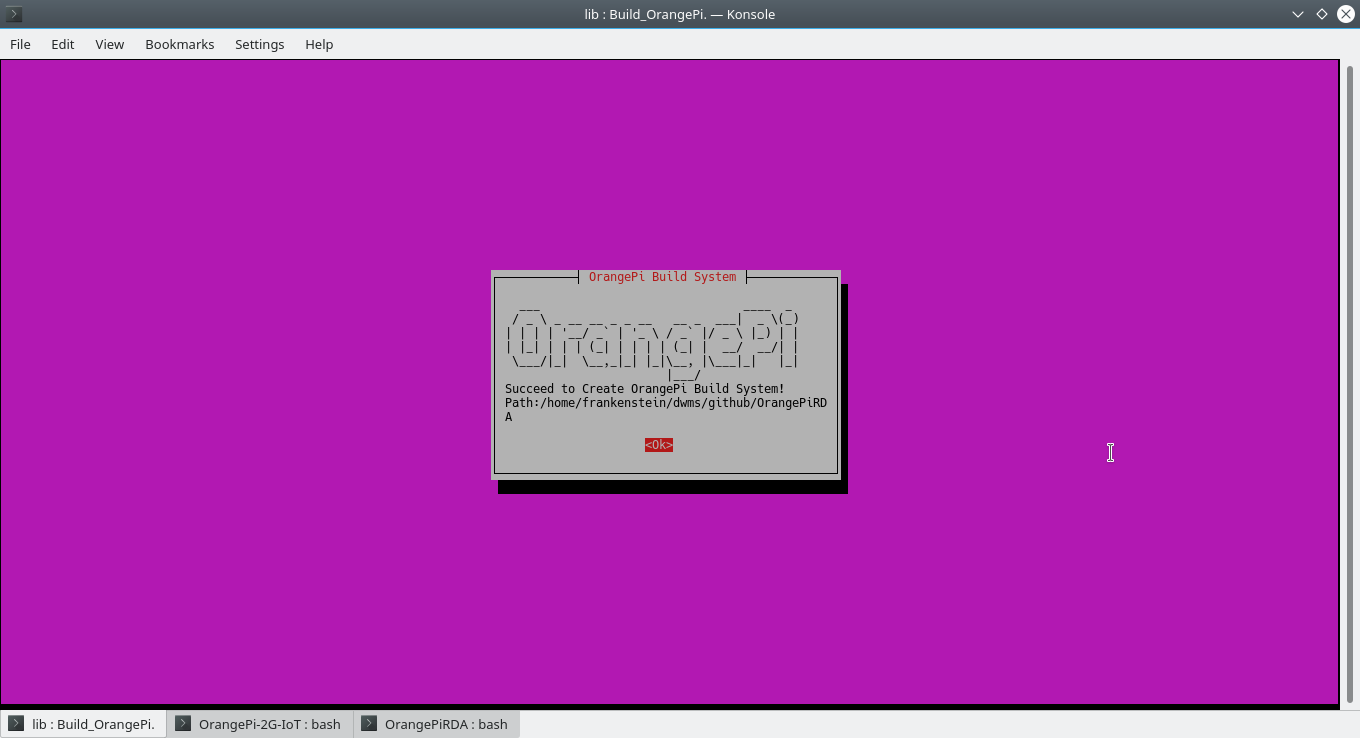 lib : Build_OrangePi. — Konsole
File Edit View Bookmarks Settings Help
OrangePi Build System
OrangePi
Succeed to Create OrangePi Build System!
Path:/home/frankenstein/dwms/github/OrangePiRD
A
<Ok>
lib : Build_OrangePi. OrangePi-2G-IoT : bash OrangePiRDA : bash